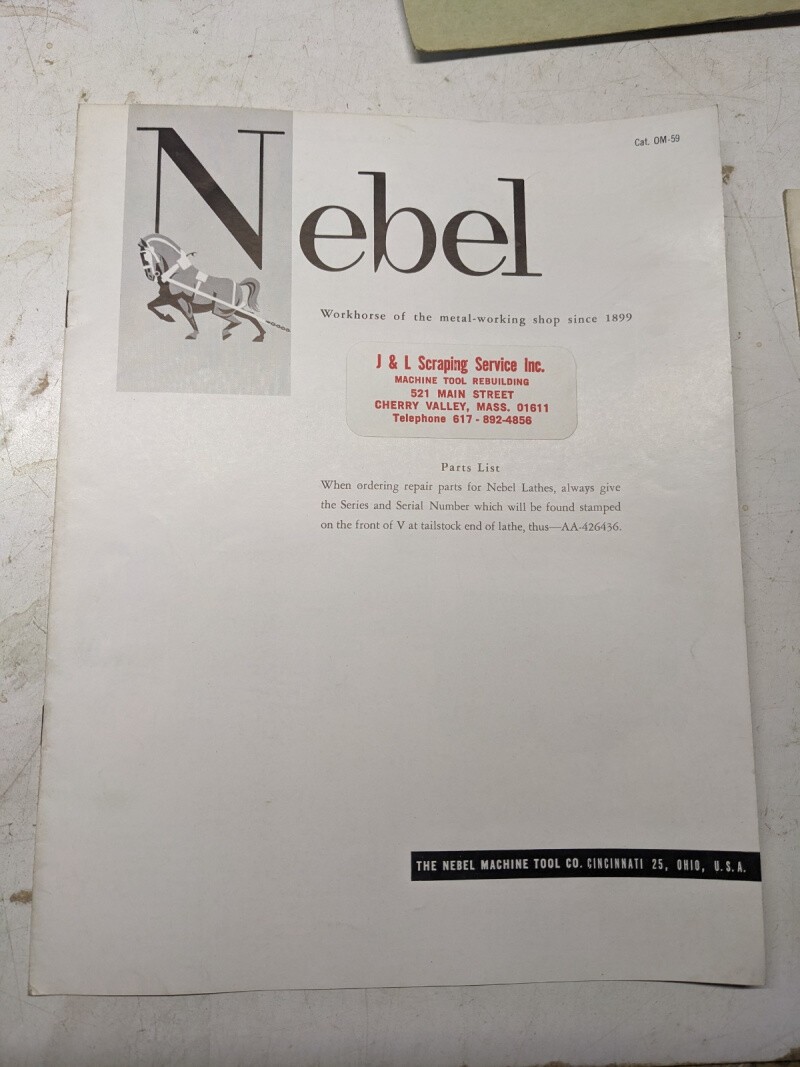 Cat. OM-59
Nebel
Workhorse of the metal-working shop since 1899
J & L Scraping Service Inc.
MACHINE TOOL REBUILDING
521 MAIN STREET
CHERRY VALLEY, MASS. 01611
Telephone 617-892-4856
Parts List
When ordering repair parts for Nebel Lathes, always give
the Series and Serial Number which will be found stamped
on the front of V at tailstock end of lathe, thus—AA-426436.
THE NEBEL MACHINE TOOL CO. CINCINNATI 25, OHIO, U.S.A.